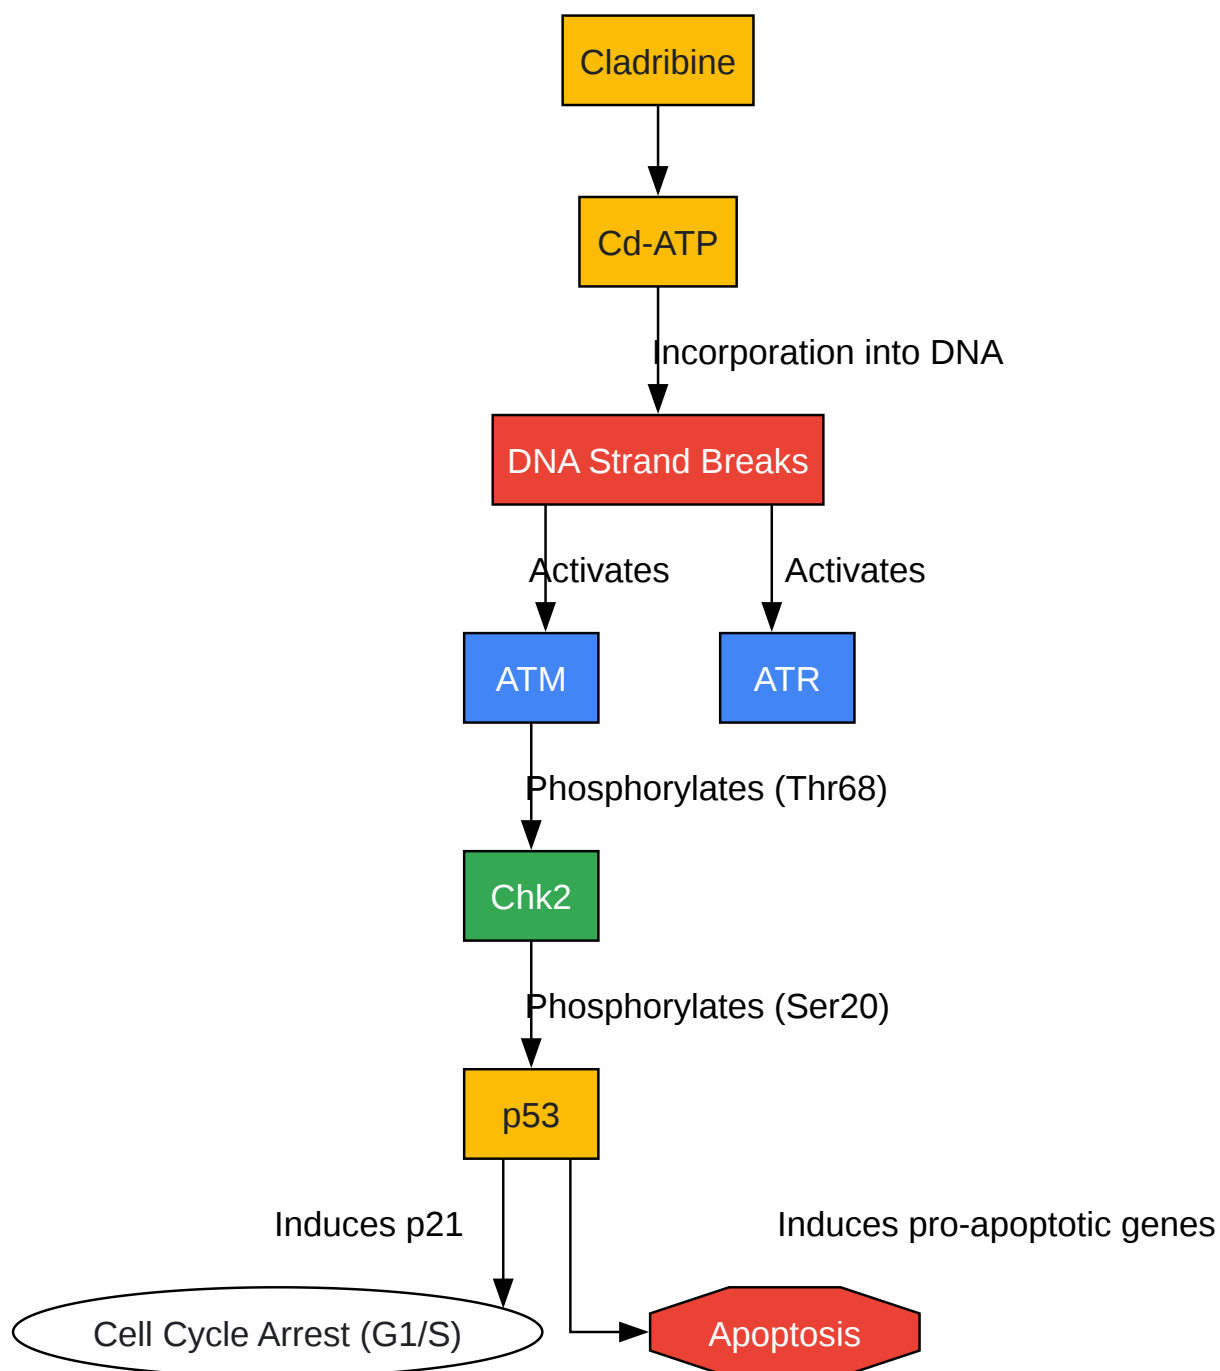 Cladribine
Cd-ATP
Incorporation into DNA
DNA Strand Breaks
Activates
Activates
ATM
ATR
Phosphorylates (Thr68)
Chk2
Phosphorylates (Ser20)
p53
Induces p21
Induces pro-apoptotic genes
Cell Cycle Arrest (G1/S)
Apoptosis